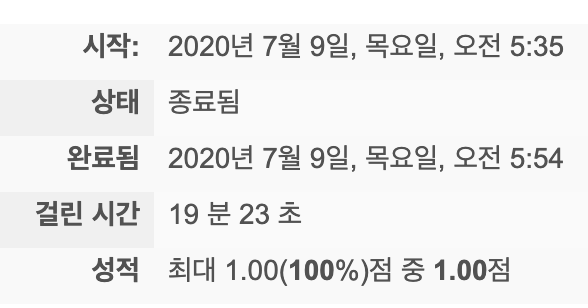 시작: 2020년 7월 9일, 목요일, 오전 5:35
상태 종료됨
완료됨 2020년 7월 9일, 목요일, 오전 5:54
걸린 시간 19 분 23 초
성적 최대 1.00(100%)점 중 1.00점